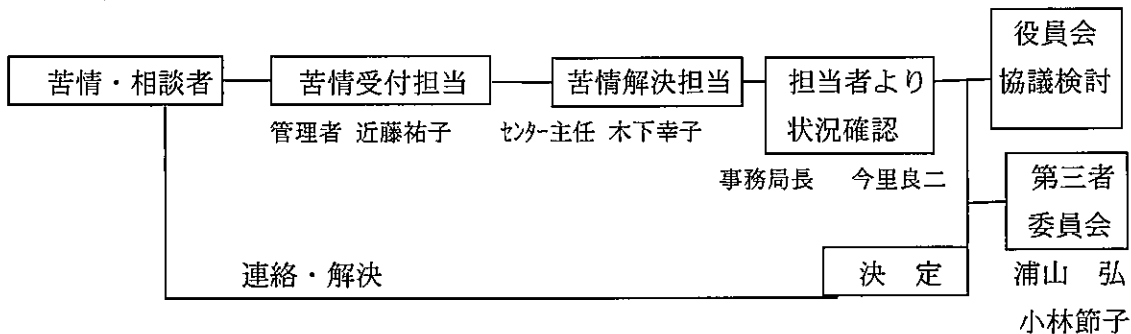 役員会
協議検討
苦情・相談者
苦情受付担当
苦情解決担当
担当者より
状況確認
管理者 近藤祐子
センター主任 木下幸子
事務局長 今里良二
第三者
委員会
連絡・解決
決 定
浦山 弘
小林節子